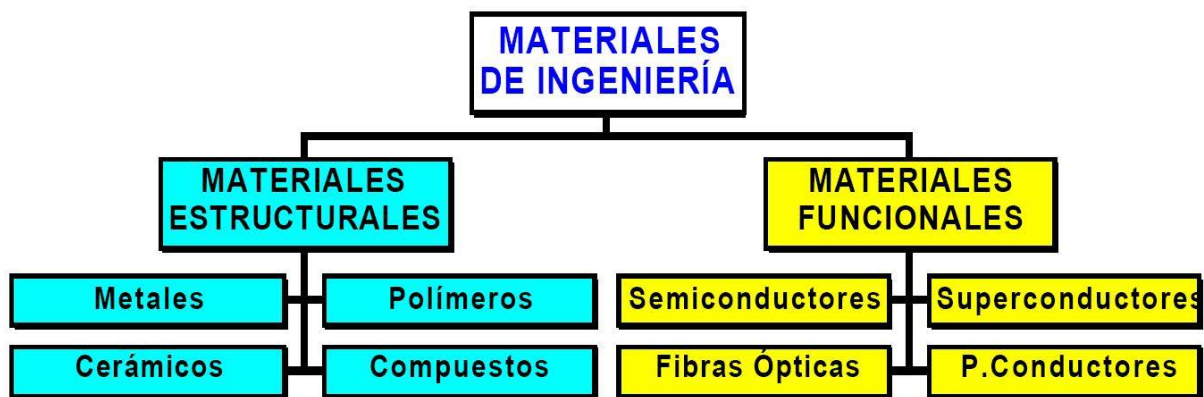 MATERIALES
DE INGENIERÍA
MATERIALES
ESTRUCTURALES
MATERIALES
FUNCIONALES
Metales
Polímeros
Semiconductores
Superconductores
Cerámicos
Compuestos
Fibras Ópticas
P.Conductores